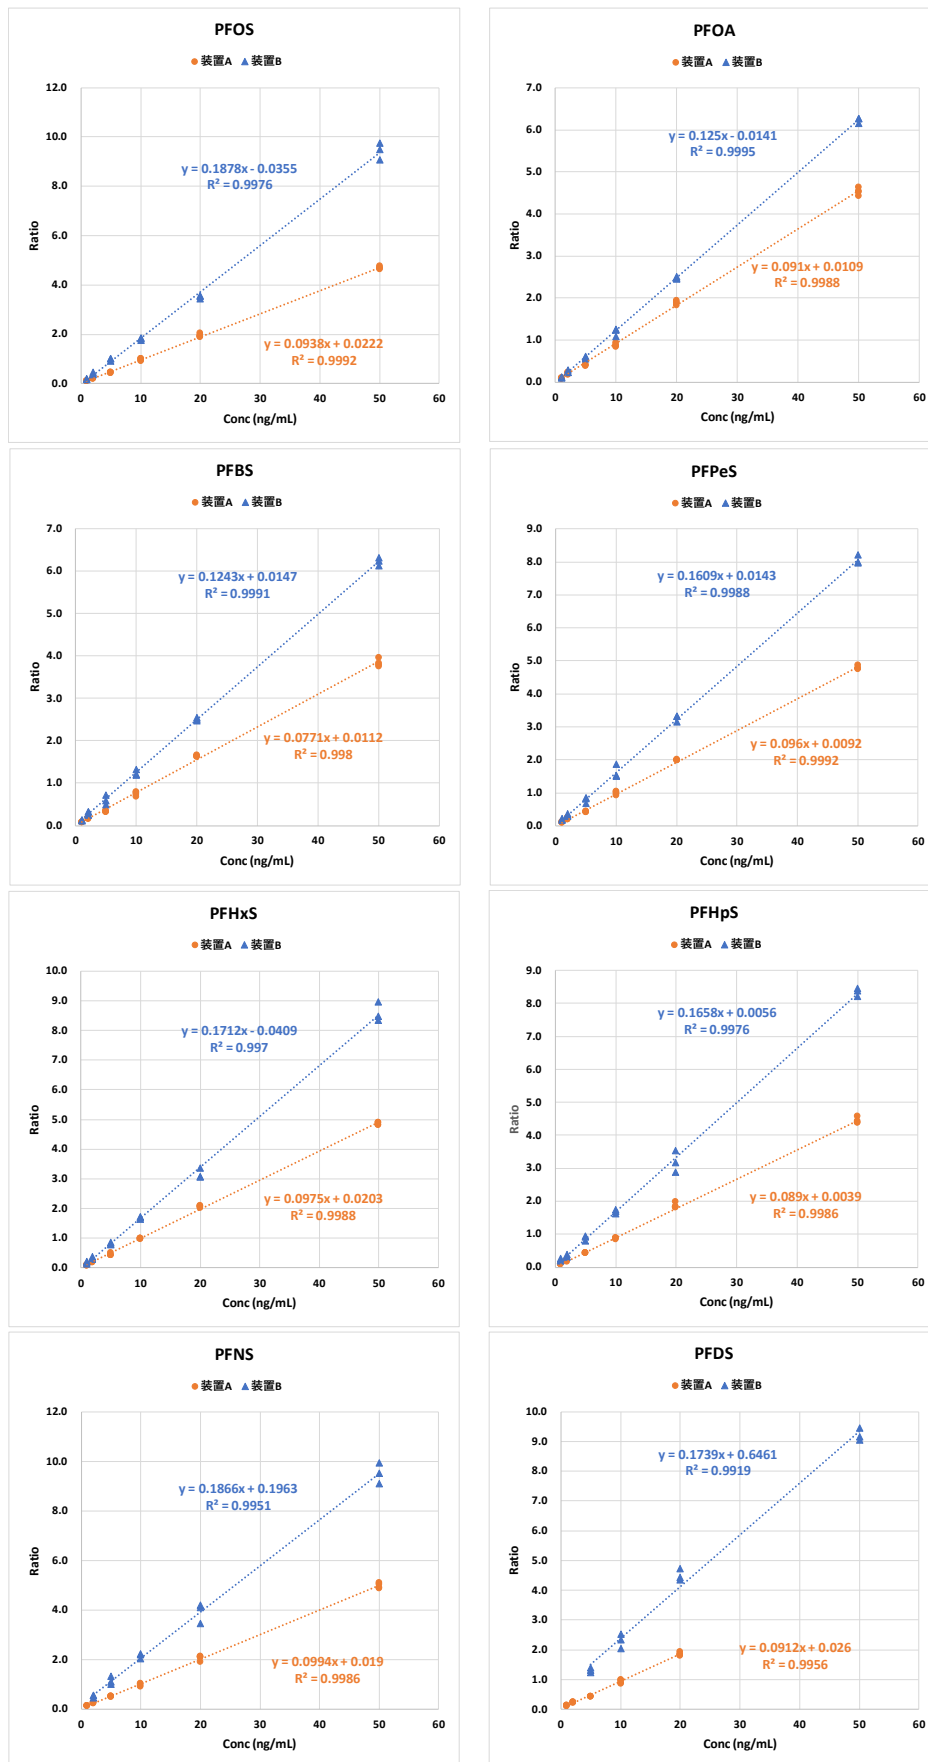 PFOS
装置A 装置B
12.0
10.0
8.0
6.0
4.0
2.0
0.0
Ratio
y = 0.1878x - 0.0355
R² = 0.9976
y = 0.0938x + 0.0222
R² = 0.9992
0 10 20 30 40 50 60
Conc (ng/mL)
PFOA
装置A 装置B
7.0
6.0
5.0
4.0
3.0
2.0
1.0
0.0
Ratio
y = 0.125x - 0.0141
R² = 0.9995
y = 0.091x + 0.0109
R² = 0.9988
0 10 20 30 40 50 60
Conc (ng/mL)
PFBS
装置A 装置B
7.0
6.0
5.0
4.0
3.0
2.0
1.0
0.0
Ratio
y = 0.1243x + 0.0147
R² = 0.9991
y = 0.0771x + 0.0112
R² = 0.998
0 10 20 30 40 50 60
Conc (ng/mL)
PFPeS
装置A 装置B
9.0
8.0
7.0
6.0
5.0
4.0
3.0
2.0
1.0
0.0
Ratio
y = 0.1609x + 0.0143
R² = 0.9988
y = 0.096x + 0.0092
R² = 0.9992
0 10 20 30 40 50 60
Conc (ng/mL)
PFHxS
装置A 装置B
10.0
9.0
8.0
7.0
6.0
5.0
4.0
3.0
2.0
1.0
0.0
Ratio
y = 0.1712x - 0.0409
R² = 0.997
y = 0.0975x + 0.0203
R² = 0.9988
0 10 20 30 40 50 60
Conc (ng/mL)
PFHpS
装置A 装置B
9.0
8.0
7.0
6.0
5.0
4.0
3.0
2.0
1.0
0.0
Ratio
y = 0.1658x + 0.0056
R² = 0.9976
y = 0.089x + 0.0039
R² = 0.9986
0 10 20 30 40 50 60
Conc (ng/mL)
PFNS
装置A 装置B
12.0
10.0
8.0
6.0
4.0
2.0
0.0
Ratio
y = 0.1866x + 0.1963
R² = 0.9951
y = 0.0994x + 0.019
R² = 0.9986
0 10 20 30 40 50 60
Conc (ng/mL)
PFDS
装置A 装置B
10.0
9.0
8.0
7.0
6.0
5.0
4.0
3.0
2.0
1.0
0.0
Ratio
y = 0.1739x + 0.6461
R² = 0.9919
y = 0.0912x + 0.026
R² = 0.9956
0 10 20 30 40 50 60
Conc (ng/mL)